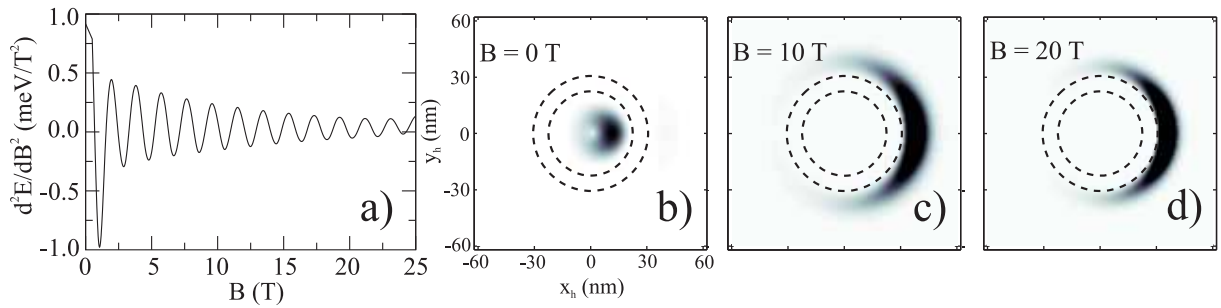 d²E/dB² (meV/T²)
1.0
0.5
0.0
-0.5
-1.0
0 5 10 15 20 25
B (T)
a)
y_h (nm)
60
30
0
-30
-60
-60 -30 0 30 60
x_h (nm)
B = 0 T
b)
B = 10 T
c)
B = 20 T
d)